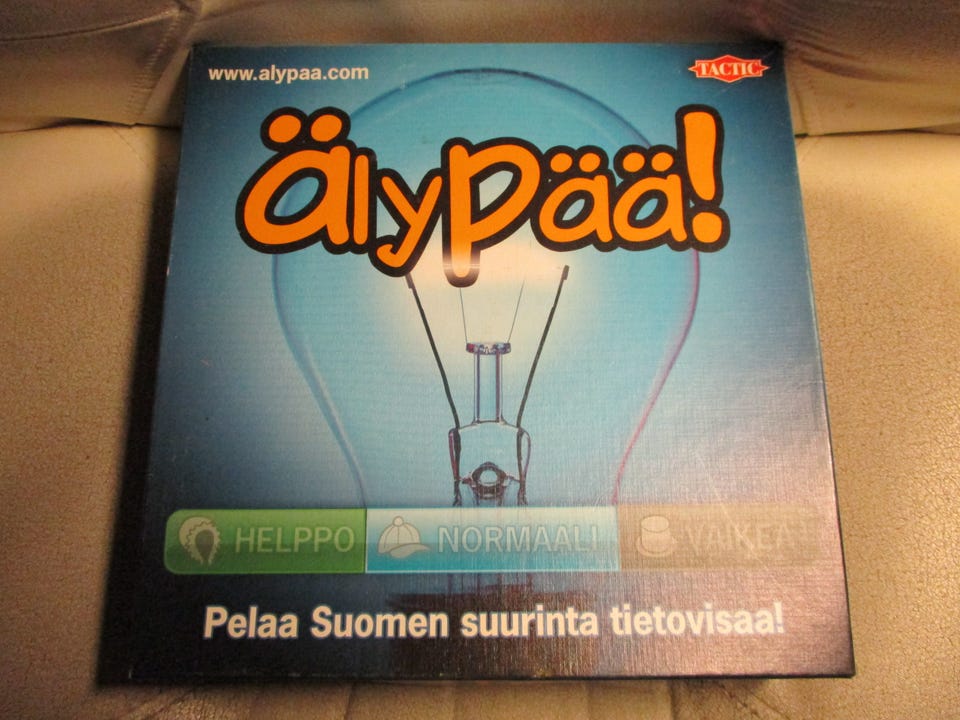 www.alypaa.com
TACTIC
älypää!
HELPPO NORMAALI VAIKEA
Pelaa Suomen suurinta tietovisaa!